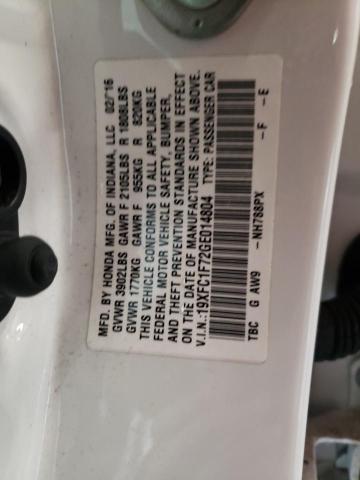 MFD. BY HONDA MFG. OF INDIANA, LLC 02/16
GVWR 3902LBS GAWR F 2105LBS R 1808LBS
GVWR 1770KG GAWR F 955KG R 820KG
THIS VEHICLE CONFORMS TO ALL APPLICABLE
FEDERAL MOTOR VEHICLE SAFETY, BUMPER,
AND THEFT PREVENTION STANDARDS IN EFFECT
ON THE DATE OF MANUFACTURE SHOWN ABOVE.
V.I.N.:19XFC1F72GE014804 TYPE: PASSENGER CAR
TBC G AW9 -NH788PX -F -E